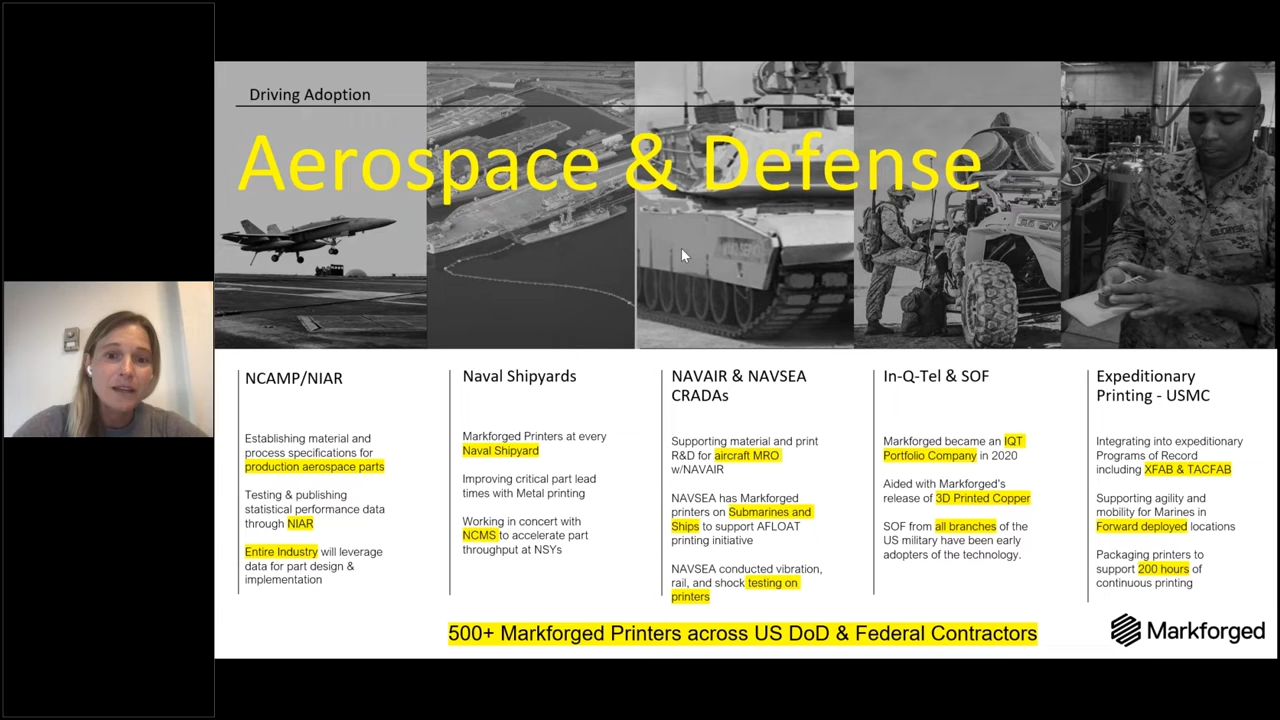 Driving Adoption
Aerospace & Defense
NCAMP/NIAR
Establishing material and
process specifications for
production aerospace parts
Testing & publishing
statistical performance data
through NIAR
Entire Industry will leverage
data for part design &
implementation
Naval Shipyards
Markforged Printers at every
Naval Shipyard
Improving critical part lead
times with Metal printing
Working in concert with
NCMS to accelerate part
throughput at NSYs
NAVAIR & NAVSEA
CRADAs
Supporting material and print
R&D for aircraft MRO
w/NAVAIR
NAVSEA has Markforged
printers on Submarines and
Ships to support AFLOAT
printing initiative
NAVSEA conducted vibration,
rail, and shock testing on
printers
In-Q-Tel & SOF
Markforged became an IQT
Portfolio Company in 2020
Aided with Markforged's
release of 3D Printed Copper
SOF from all branches of the
US military have been early
adopters of the technology.
Expeditionary
Printing - USMC
Integrating into expeditionary
Programs of Record
including XFAB & TACFAB
Supporting agility and
mobility for Marines in
Forward deployed locations
Packaging printers to
support 200 hours of
continuous printing
500+ Markforged Printers across US DoD & Federal Contractors
Markforged